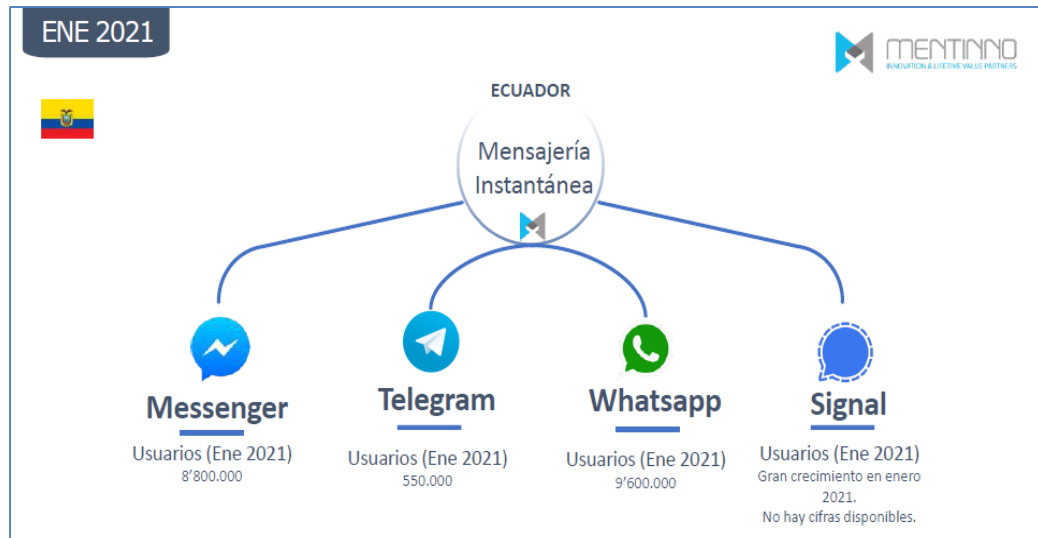 ENE 2021
MENTINNO
INNOVATION & LIFETIVE VALUE PARTNERS
ECUADOR
Mensajería
Instantánea
Messenger
Usuarios (Ene 2021)
8'800.000
Telegram
Usuarios (Ene 2021)
550.000
Whatsapp
Usuarios (Ene 2021)
9'600.000
Signal
Usuarios (Ene 2021)
Gran crecimiento en enero
2021.
No hay cifras disponibles.